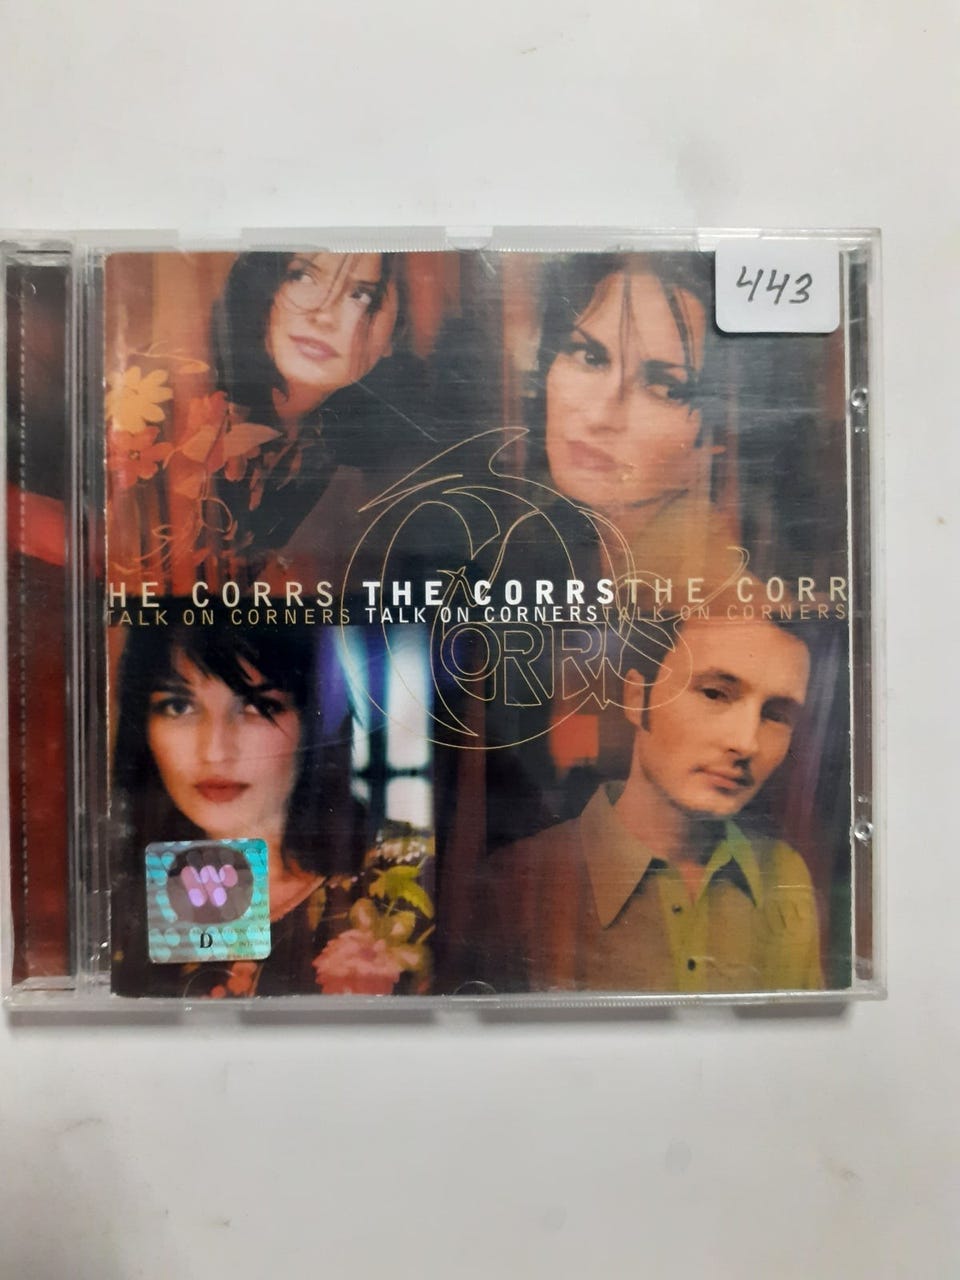 443
HE CORRS THE CORRS THE CORR
TALK ON CORNERS TALK ON CORNERS TALK ON CORNERS
CORRS
W
D